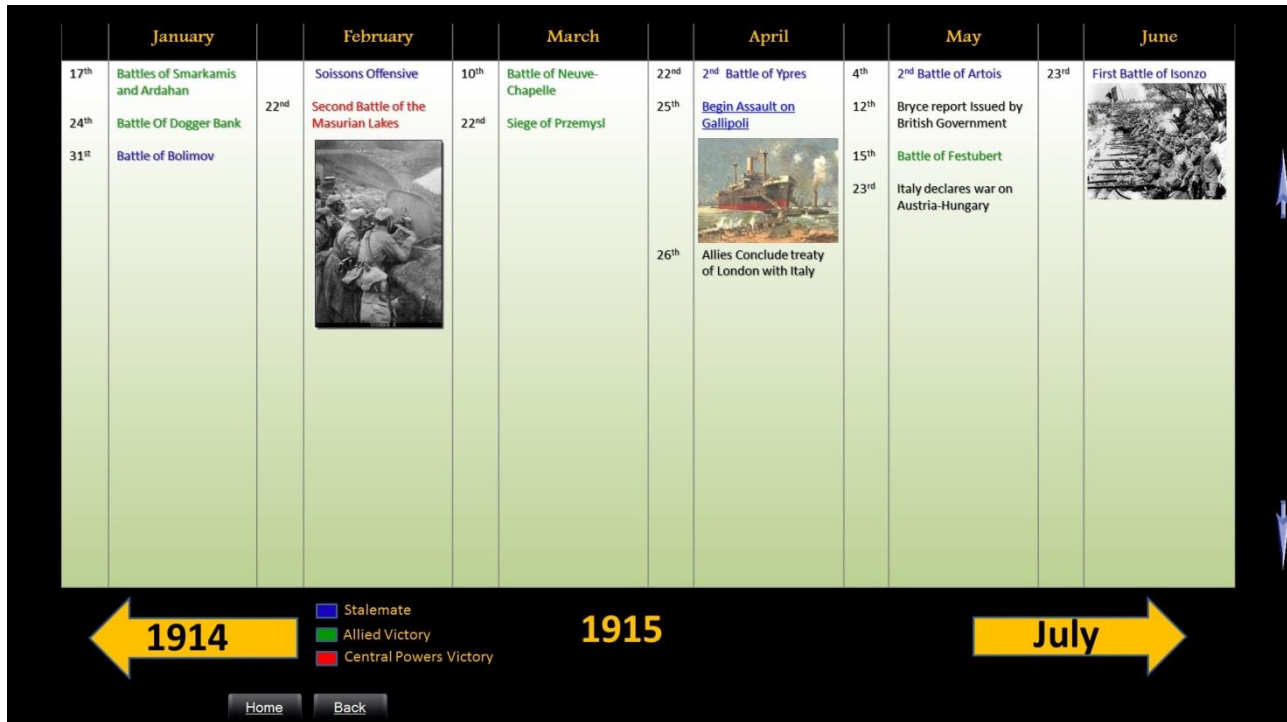 January
February
March
April
May
June
17th
Battles of Smarkamis
and Ardahan
24th
Battle Of Dogger Bank
31st
Battle of Bolimov
Soissons Offensive
22nd
Second Battle of the
Masurian Lakes
10th
Battle of Neuve-
Chapelle
22nd
Siege of Przemysl
22nd
2nd Battle of Ypres
25th
Begin Assault on
Gallipoli
26th
Allies Conclude treaty
of London with Italy
4th
2nd Battle of Artois
12th
Bryce report Issued by
British Government
15th
Battle of Festubert
23rd
Italy declares war on
Austria-Hungary
23rd
First Battle of Isonzo
1914
Stalemate
Allied Victory
Central Powers Victory
1915
July
Home
Back